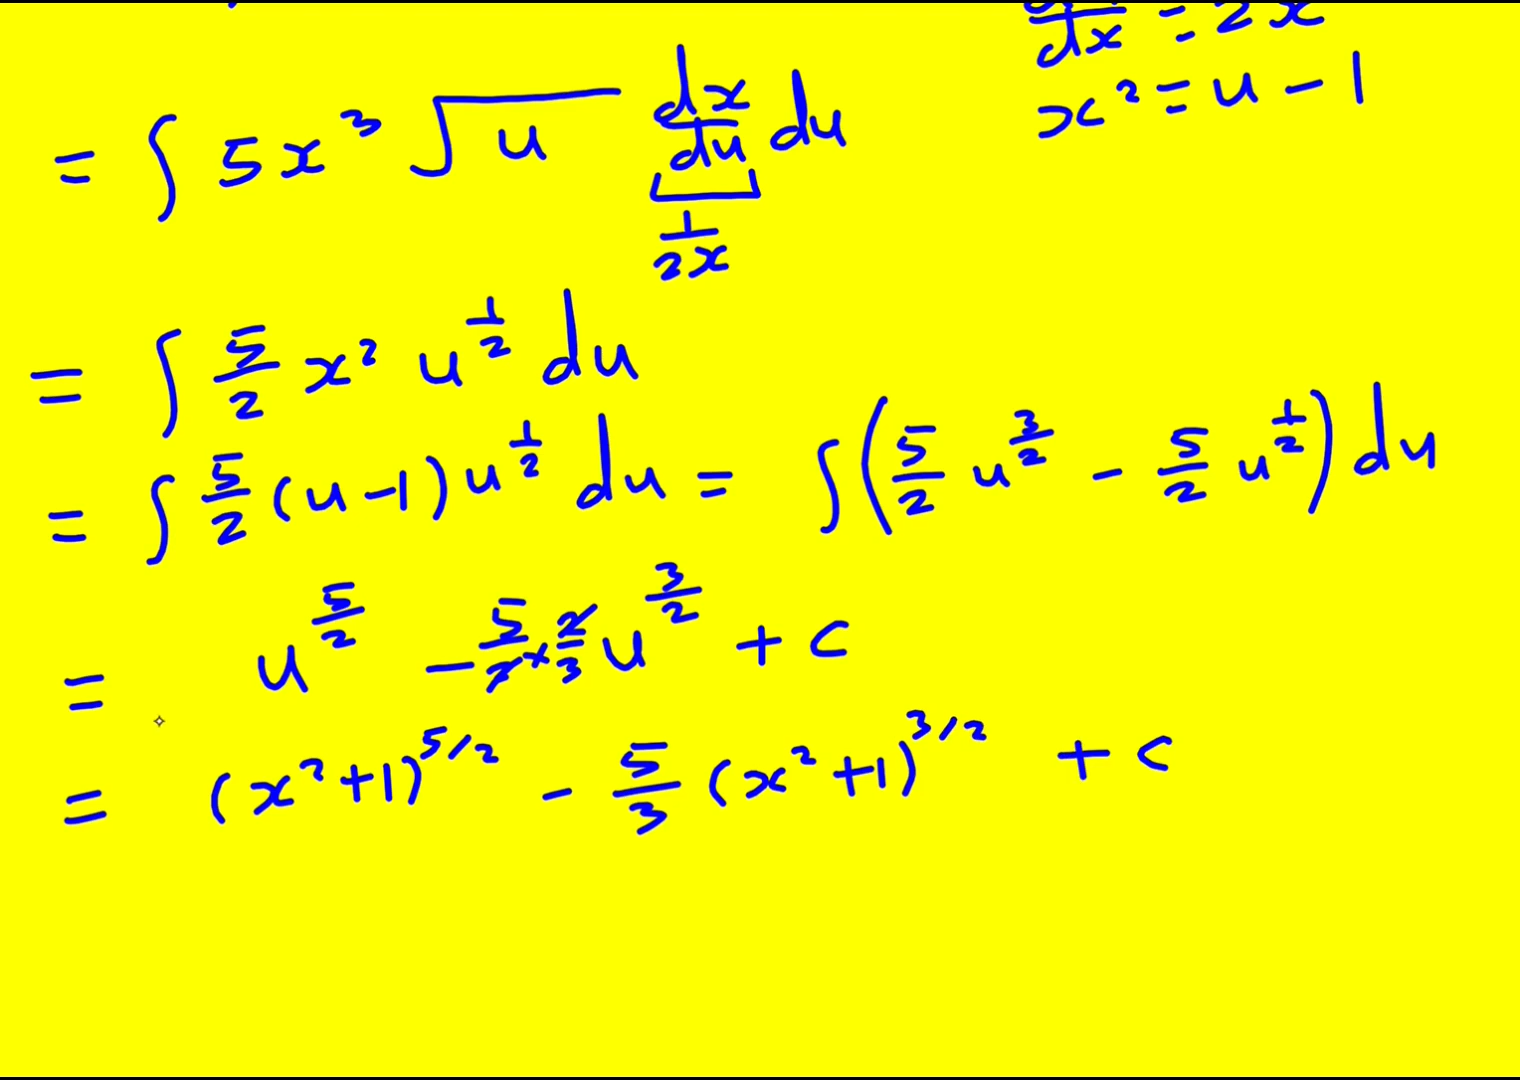 du/dx = 2x
x² = u - 1
= ∫ 5x³ √u dx/du du
1/2x
= ∫ 5/2 x² u^1/2 du
= ∫ 5/2 (u-1) u^1/2 du = ∫ (5/2 u^3/2 - 5/2 u^1/2) du
= u^5/2 - 5/2 × 2/3 u^3/2 + c
= (x²+1)^5/2 - 5/3 (x²+1)^3/2 + c